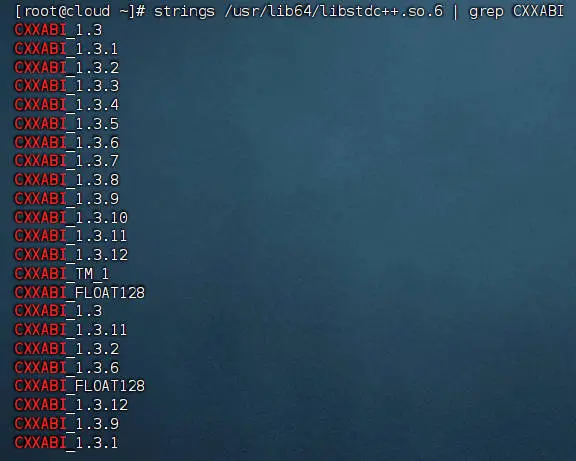 [root@cloud ~]# strings /usr/lib64/libstdc++.so.6 | grep CXXABI
CXXABI_1.3
CXXABI_1.3.1
CXXABI_1.3.2
CXXABI_1.3.3
CXXABI_1.3.4
CXXABI_1.3.5
CXXABI_1.3.6
CXXABI_1.3.7
CXXABI_1.3.8
CXXABI_1.3.9
CXXABI_1.3.10
CXXABI_1.3.11
CXXABI_1.3.12
CXXABI_TM_1
CXXABI_FLOAT128
CXXABI_1.3
CXXABI_1.3.11
CXXABI_1.3.2
CXXABI_1.3.6
CXXABI_FLOAT128
CXXABI_1.3.12
CXXABI_1.3.9
CXXABI_1.3.1